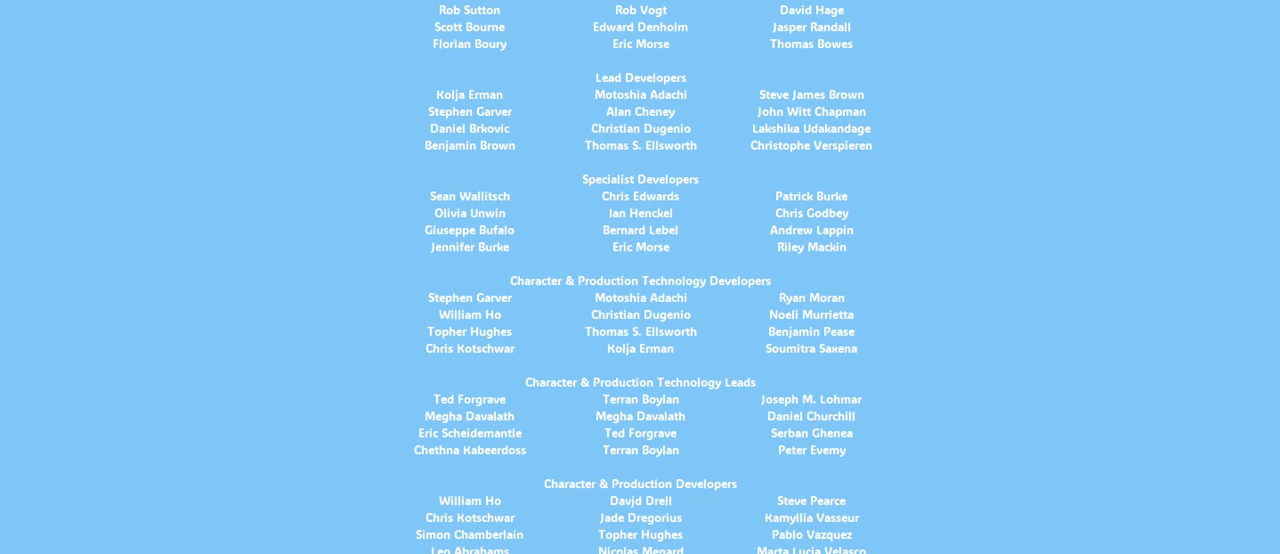 Rob Sutton Rob Vogt David Hage
Scott Bourne Edward Denholm Jasper Randall
Florian Boury Eric Morse Thomas Bowes
Lead Developers
Kolja Erman Motoshia Adachi Steve James Brown
Stephen Garver Alan Cheney John Witt Chapman
Daniel Brkovic Christian Dugenio Lakshika Udakandage
Benjamin Brown Thomas S. Ellsworth Christophe Verspieren
Specialist Developers
Sean Wallitsch Chris Edwards Patrick Burke
Olivia Unwin Ian Henckel Chris Godbey
Giuseppe Bufalo Bernard Lebel Andrew Lappin
Jennifer Burke Eric Morse Riley Mackin
Character & Production Technology Developers
Stephen Garver Motoshia Adachi Ryan Moran
William Ho Christian Dugenio Noeli Murrietta
Topher Hughes Thomas S. Ellsworth Benjamin Pease
Chris Kotschwar Kolja Erman Soumitra Saxena
Character & Production Technology Leads
Ted Forgrave Terran Boylan Joseph M. Lohmar
Megha Davalath Megha Davalath Daniel Churchill
Eric Scheidemantle Ted Forgrave Serban Ghenea
Chethna Kabeerdoss Terran Boylan Peter Evemy
Character & Production Developers
William Ho Davjd Drell Steve Pearce
Chris Kotschwar Jade Dregorius Kamyllia Vasseur
Simon Chamberlain Topher Hughes Pablo Vazquez
Leo Abrahams Nicolas Menard Marta Lucia Velasco